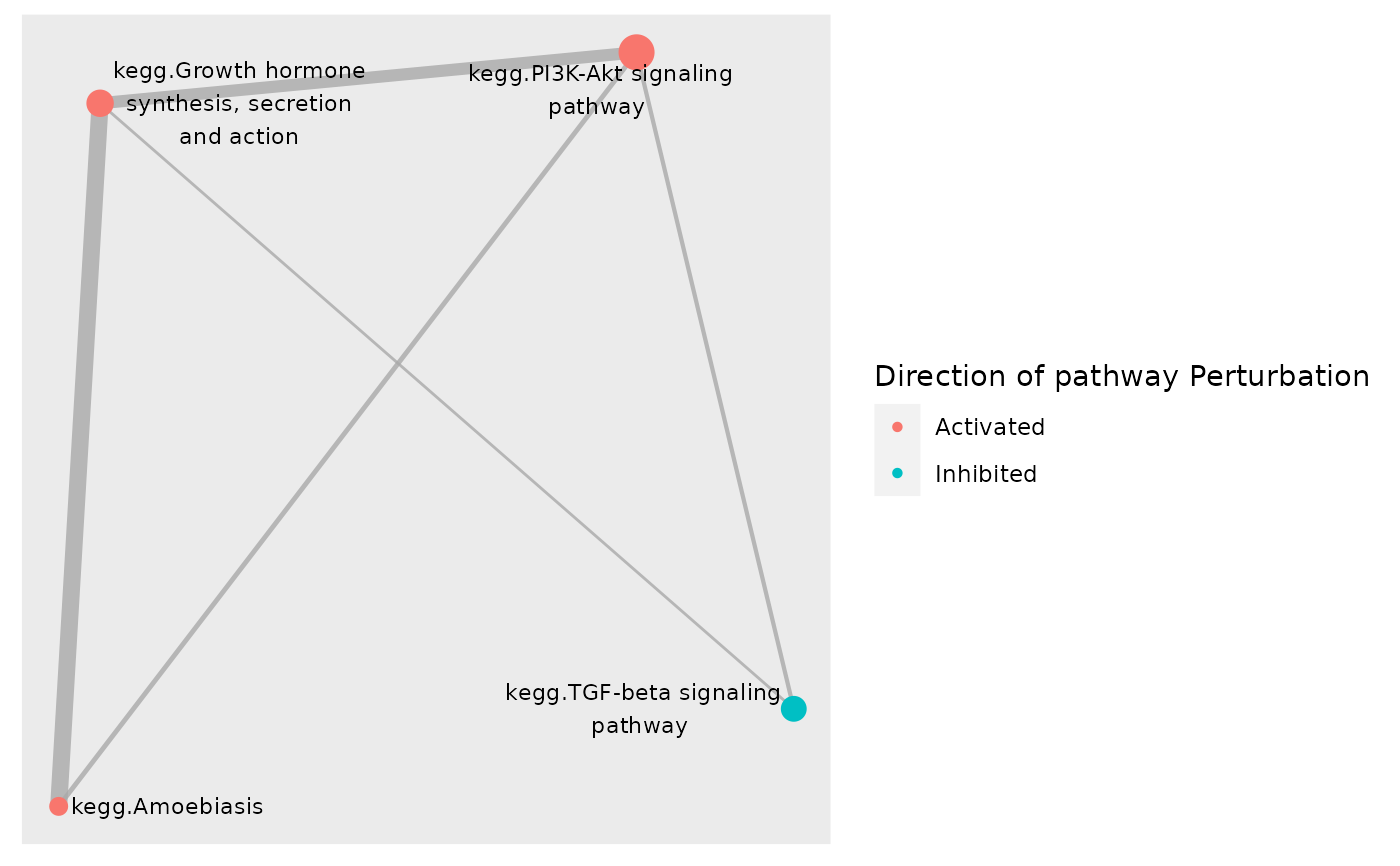 kegg.Growth hormone
synthesis, secretion
and action
kegg.PI3K-Akt signaling
pathway
kegg.TGF-beta signaling
pathway
kegg.Amoebiasis
Direction of pathway Perturbation
Activated
Inhibited